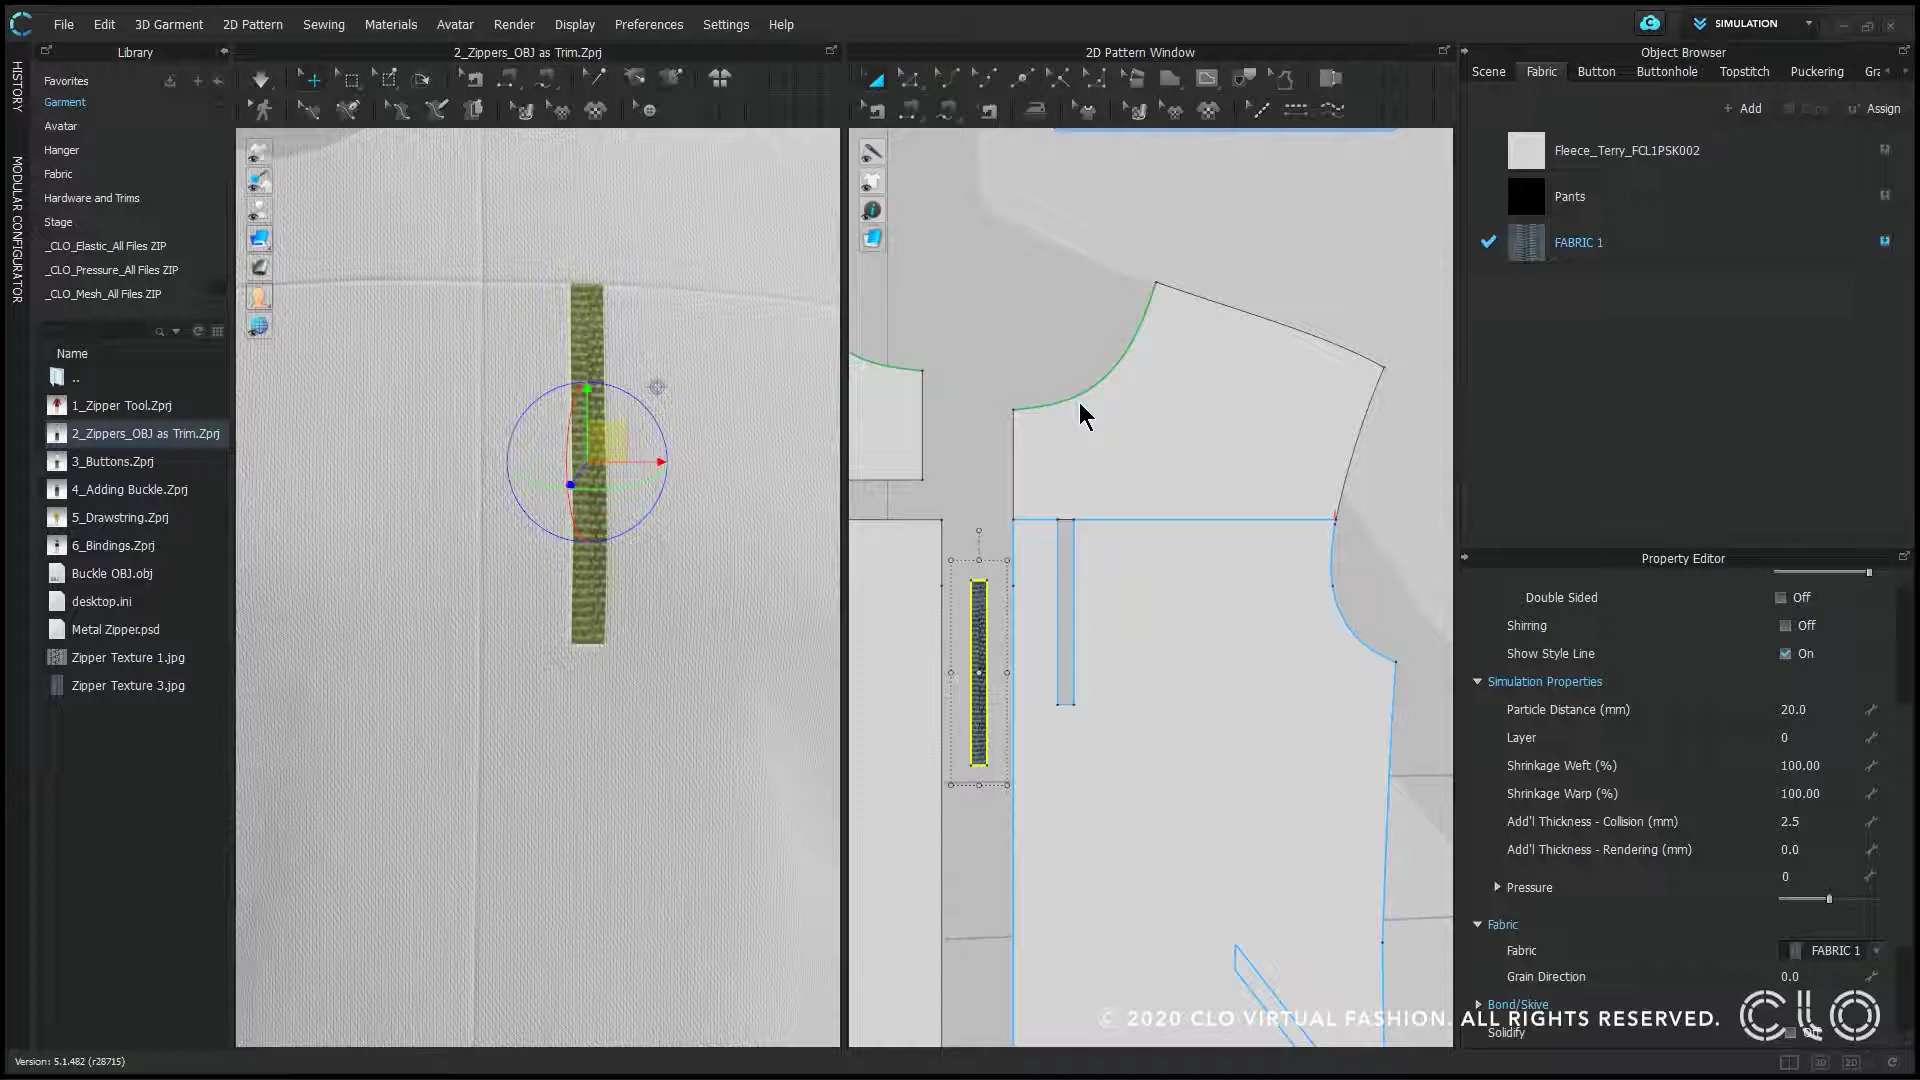 File Edit 3D Garment 2D Pattern Sewing Materials Avatar Render Display Preferences Settings Help
SIMULATION
Library
2_Zippers_OBJ as Trim.Zprj
2D Pattern Window
Object Browser
HISTORY
MODULAR CONFIGURATOR
Favorites
Garment
Avatar
Hanger
Fabric
Hardware and Trims
Stage
_CLO_Elastic_All Files ZIP
_CLO_Pressure_All Files ZIP
_CLO_Mesh_All Files ZIP
Name
..
1_Zipper Tool.Zprj
2_Zippers_OBJ as Trim.Zprj
3_Buttons.Zprj
4_Adding Buckle.Zprj
5_Drawstring.Zprj
6_Bindings.Zprj
Buckle OBJ.obj
desktop.ini
Metal Zipper.psd
Zipper Texture 1.jpg
Zipper Texture 3.jpg
Scene Fabric Button Buttonhole Topstitch Puckering Gra
+ Add Copy Assign
Fleece_Terry_FCL1PSK002
Pants
FABRIC 1
Property Editor
Double Sided Off
Shirring Off
Show Style Line On
Simulation Properties
Particle Distance (mm) 20.0
Layer 0
Shrinkage Weft (%) 100.00
Shrinkage Warp (%) 100.00
Add'l Thickness - Collision (mm) 2.5
Add'l Thickness - Rendering (mm) 0.0
Pressure 0
Fabric
Fabric FABRIC 1
Grain Direction 0.0
Bond/Skive
Solidify Off
© 2020 CLO VIRTUAL FASHION. ALL RIGHTS RESERVED. CLO
Version: 5.1.482 (r28715)
3D 2D